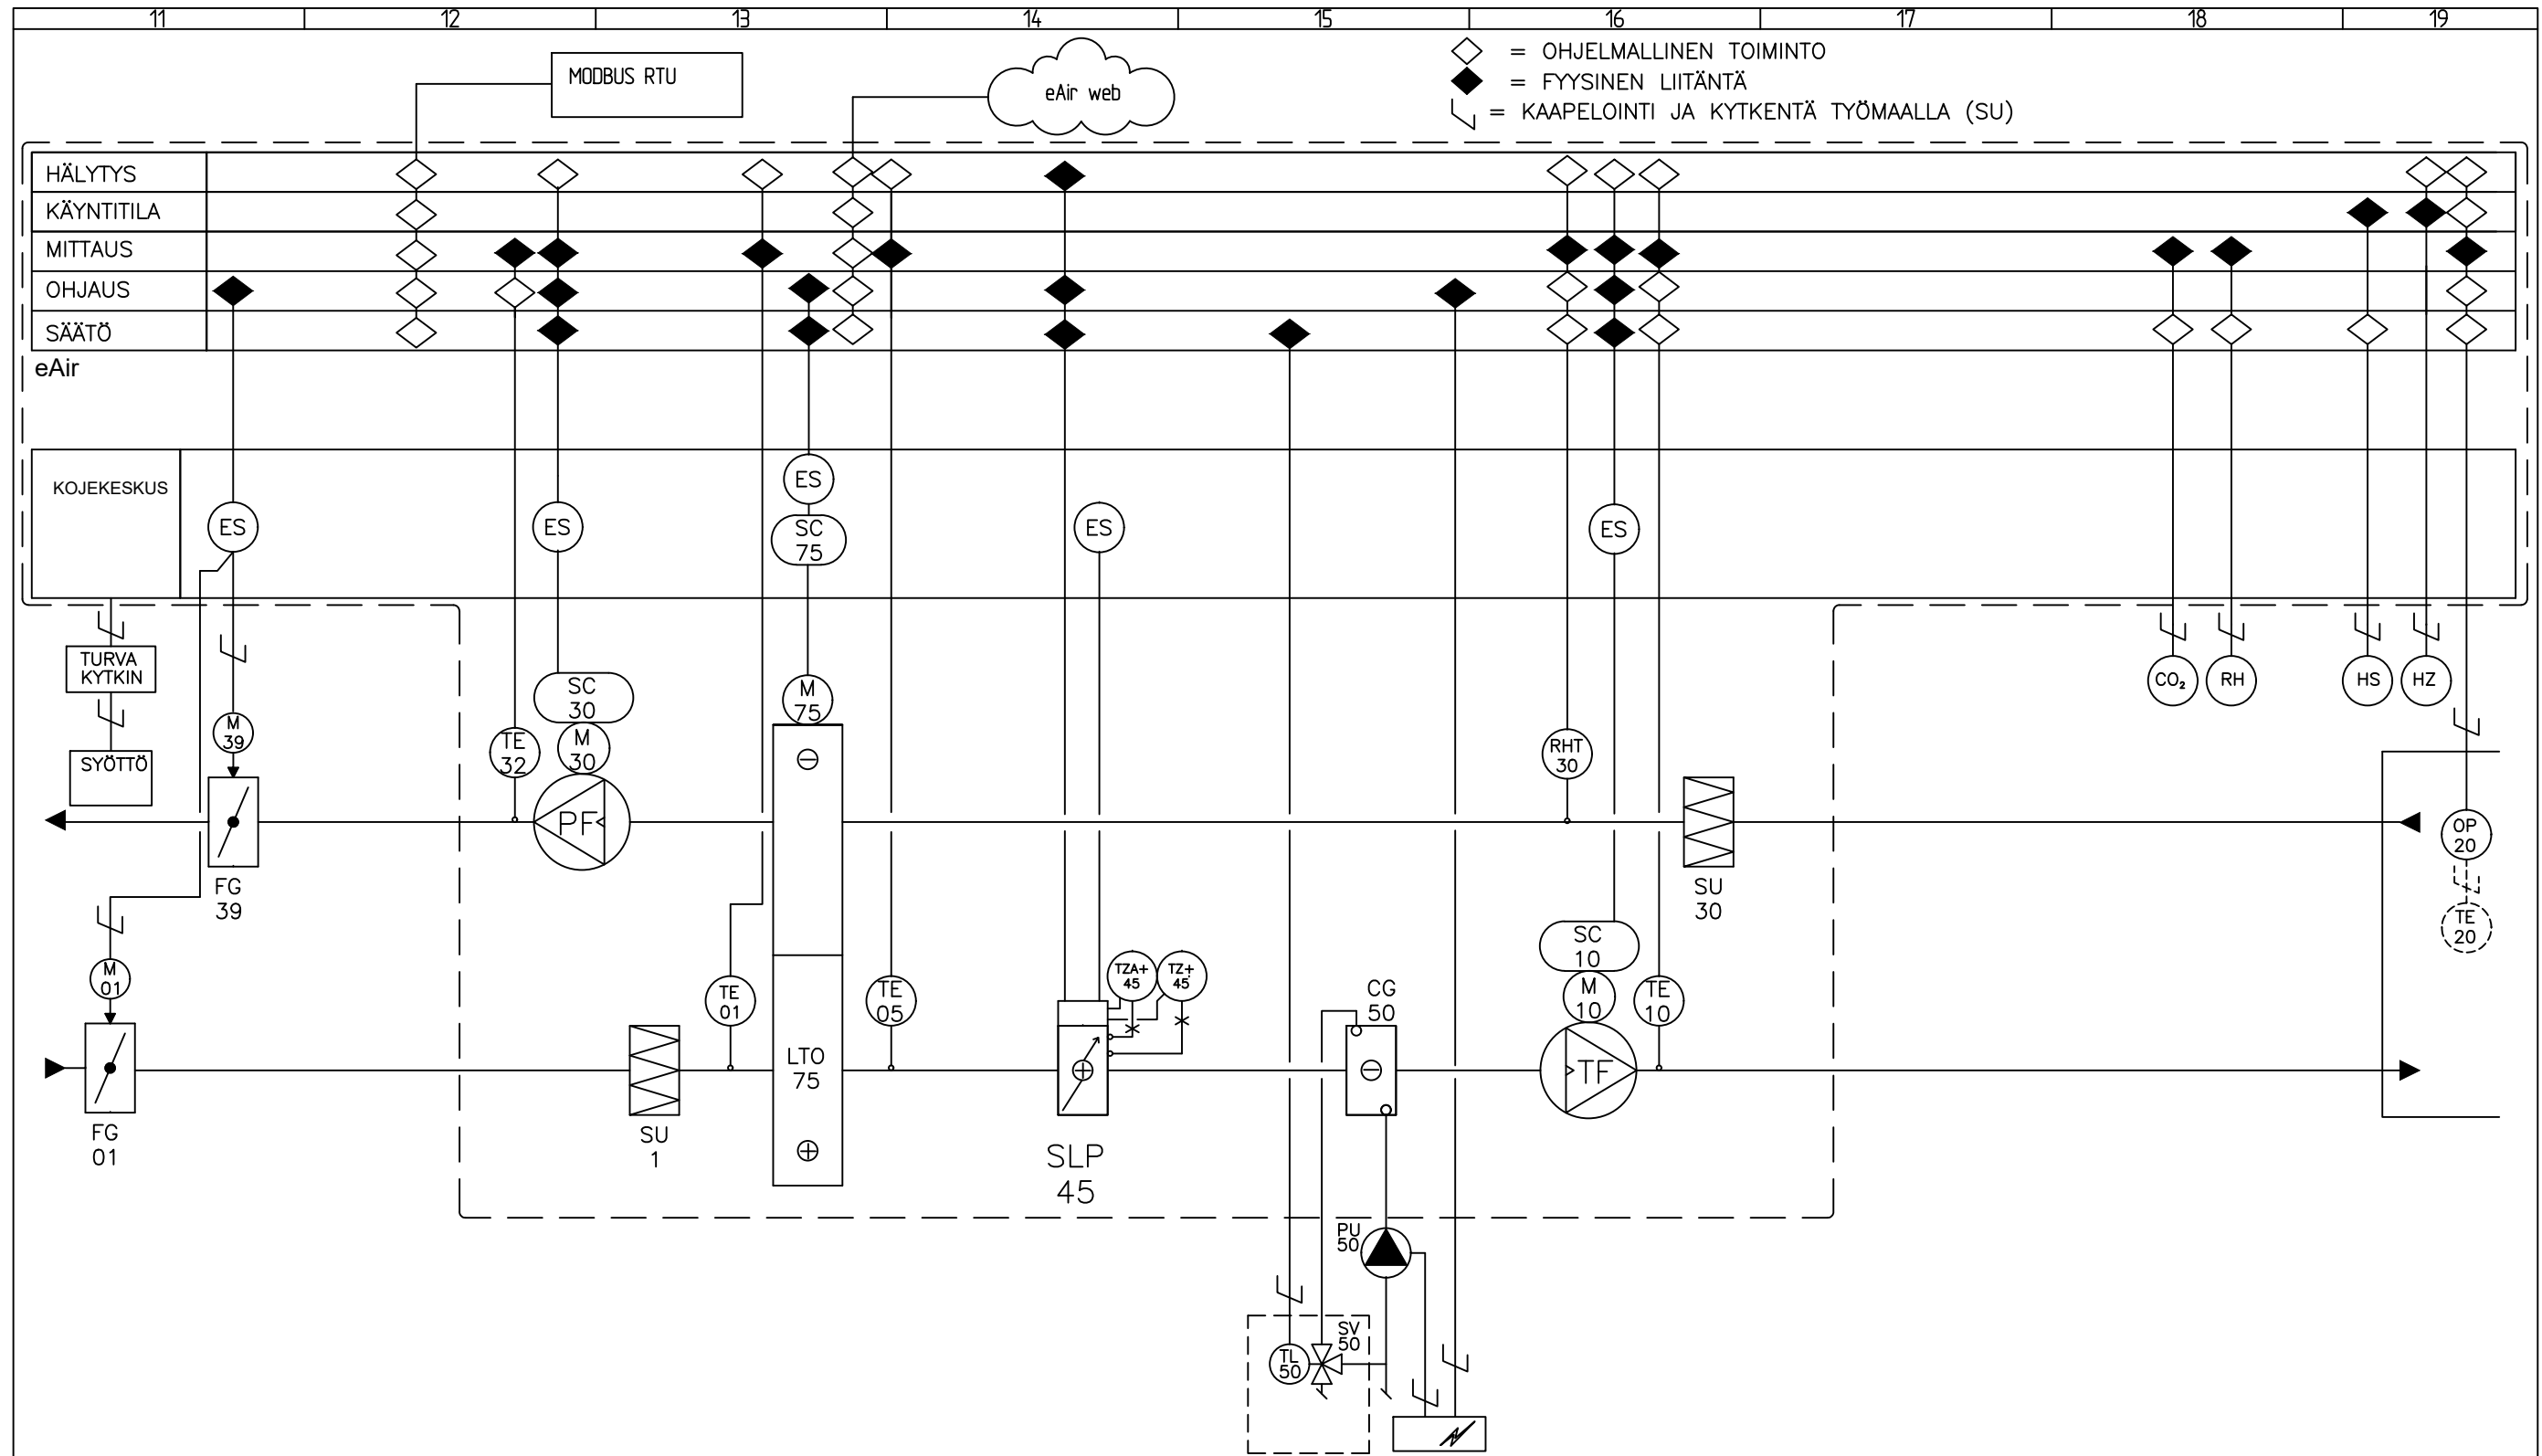 11 12 13 14 15 16 17 18 19
MODBUS RTU
eAir web
= OHJELMALLINEN TOIMINTO
= FYYSINEN LIITÄNTÄ
= KAAPELOINTI JA KYTKENTÄ TYÖMAALLA (SU)
HÄLYTYS
KÄYNTITILA
MITTAUS
OHJAUS
SÄÄTÖ
eAir
KOJEKESKUS
ES
ES
ES
SC
75
ES
ES
TURVA
KYTKIN
SYÖTTÖ
M
39
FG
39
TE
32
SC
30
M
30
PF
M
75
RHT
30
SU
30
CO₂
RH
HS
HZ
OP
20
TE
20
M
01
FG
01
SU
1
TE
01
LTO
75
TE
05
TZA+
45
TZ+
45
SLP
45
CG
50
SC
10
M
10
TF
TE
10
PU
50
SV
50
TL
50